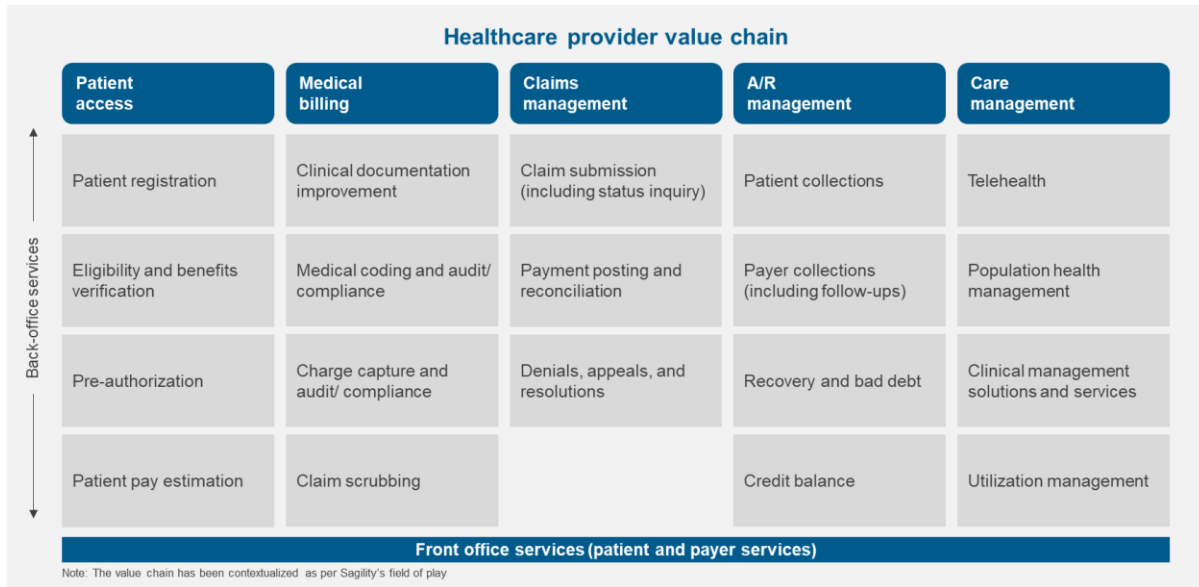 Healthcare provider value chain
Patient
access
Medical
billing
Claims
management
A/R
management
Care
management
Back-office services
Patient registration
Clinical documentation
improvement
Claim submission
(including status inquiry)
Patient collections
Telehealth
Eligibility and benefits
verification
Medical coding and audit/
compliance
Payment posting and
reconciliation
Payer collections
(including follow-ups)
Population health
management
Pre-authorization
Charge capture and
audit/ compliance
Denials, appeals, and
resolutions
Recovery and bad debt
Clinical management
solutions and services
Patient pay estimation
Claim scrubbing
Credit balance
Utilization management
Front office services (patient and payer services)
Note: The value chain has been contextualized as per Sagility's field of play